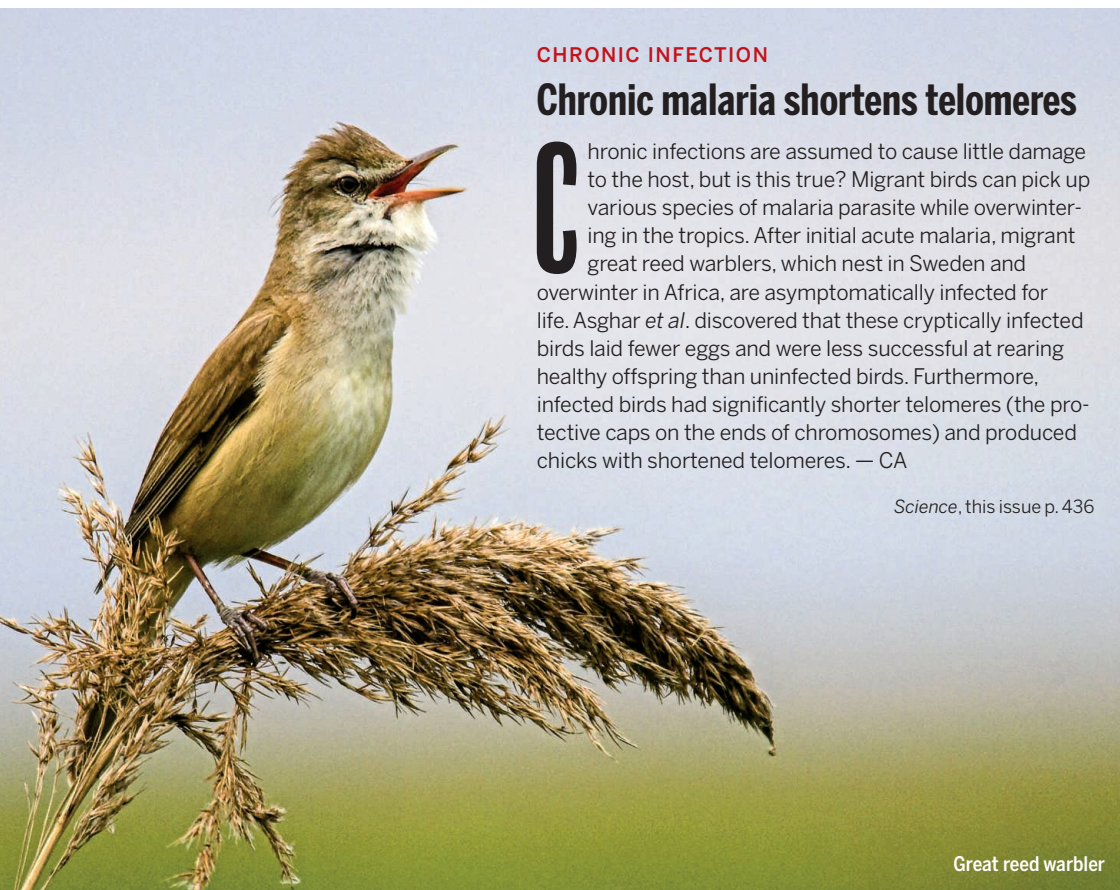 CHRONIC INFECTION
Chronic malaria shortens telomeres
Chronic infections are assumed to cause little damage
to the host, but is this true? Migrant birds can pick up
various species of malaria parasite while overwinter-
ing in the tropics. After initial acute malaria, migrant
great reed warblers, which nest in Sweden and
overwinter in Africa, are asymptomatically infected for
life. Asghar et al. discovered that these cryptically infected
birds laid fewer eggs and were less successful at rearing
healthy offspring than uninfected birds. Furthermore,
infected birds had significantly shorter telomeres (the pro-
tective caps on the ends of chromosomes) and produced
chicks with shortened telomeres. — CA
Science, this issue p. 436
Great reed warbler